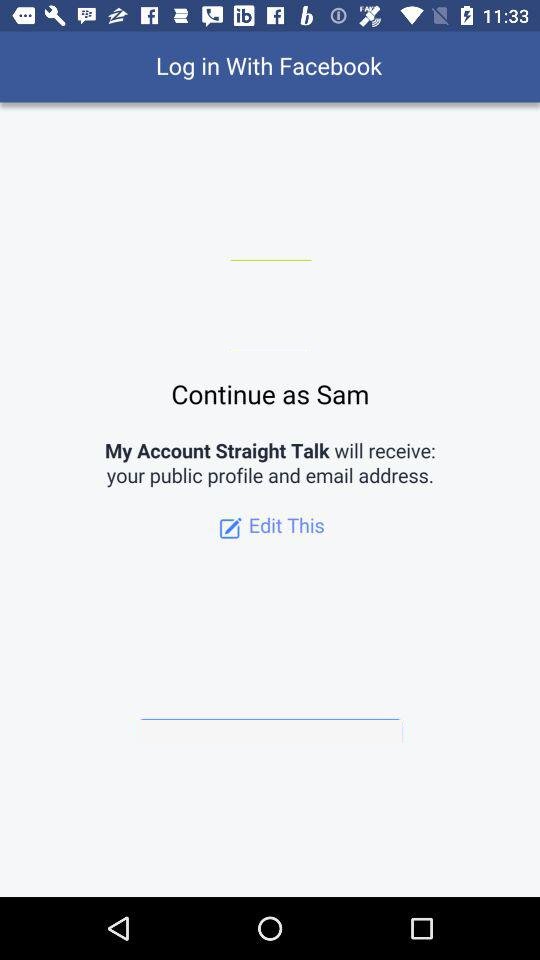 11:33
Log in With Facebook
Continue as Sam
My Account Straight Talk will receive:
your public profile and email address.
Edit This